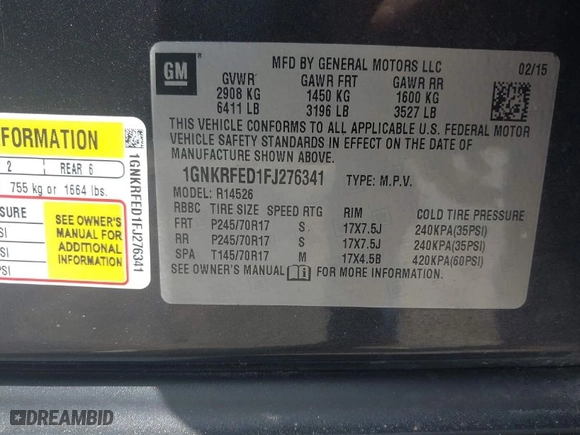 GM
MFD BY GENERAL MOTORS LLC 02/15
GVWR GAWR FRT GAWR RR
2908 KG 1450 KG 1600 KG
6411 LB 3196 LB 3527 LB
THIS VEHICLE CONFORMS TO ALL APPLICABLE U.S. FEDERAL MOTOR
VEHICLE SAFETY STANDARDS IN EFFECT ON THE DATE OF
MANUFACTURE SHOWN ABOVE.
1GNKRFED1FJ276341 TYPE: M.P.V.
MODEL: R14526
RBBC TIRE SIZE SPEED RTG RIM COLD TIRE PRESSURE
FRT P245/70R17 S 17X7.5J 240KPA(35PSI)
RR P245/70R17 S 17X7.5J 240KPA(35PSI)
SPA T145/70R17 M 17X4.5B 420KPA(60PSI)
SEE OWNER'S MANUAL FOR MORE INFORMATION
FORMATION
2 REAR 6
755 kg or 1664 lbs.
SSURE
PSI
PSI
PSI
SEE OWNER'S
MANUAL FOR
ADDITIONAL
INFORMATION
1GNKRFED1FJ276341
DREAMBID